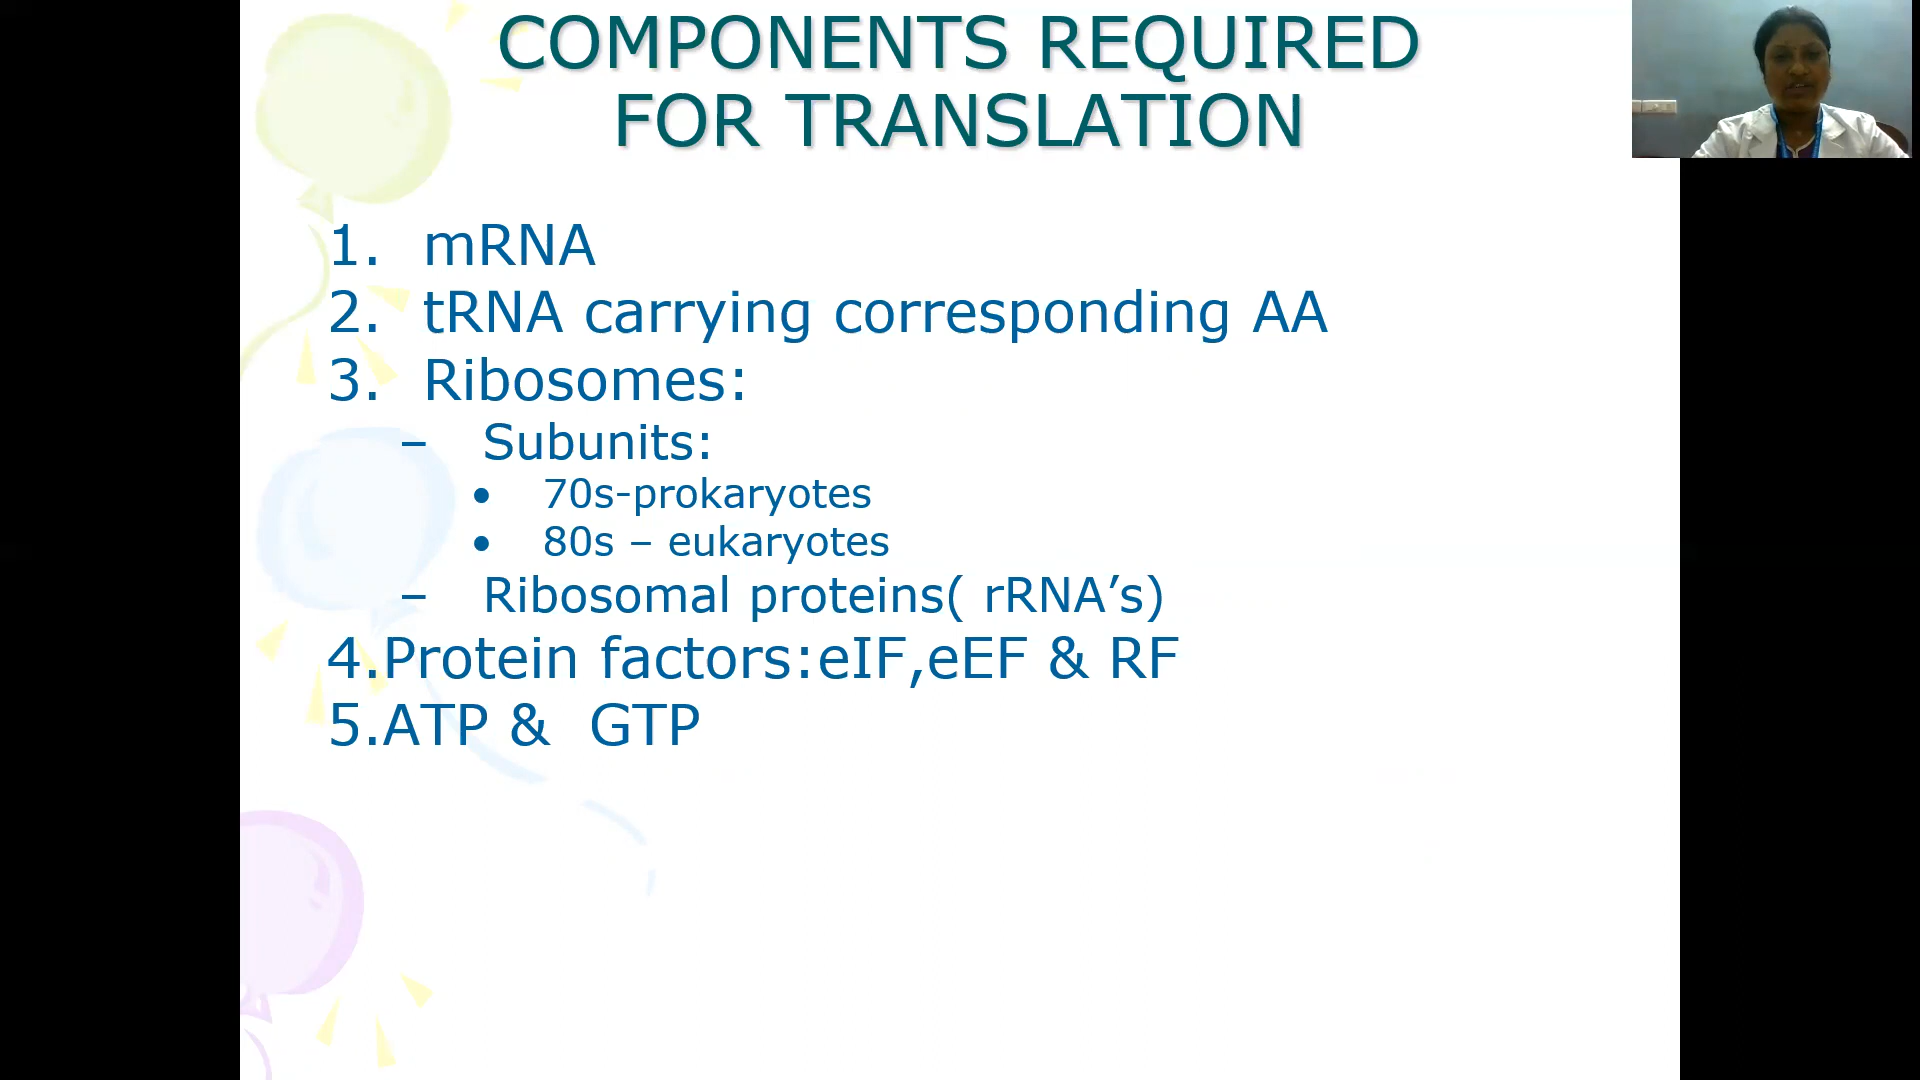 COMPONENTS REQUIRED
FOR TRANSLATION
1. mRNA
2. tRNA carrying corresponding AA
3. Ribosomes:
– Subunits:
• 70s-prokaryotes
• 80s – eukaryotes
– Ribosomal proteins( rRNA’s)
4.Protein factors:eIF,eEF & RF
5.ATP & GTP